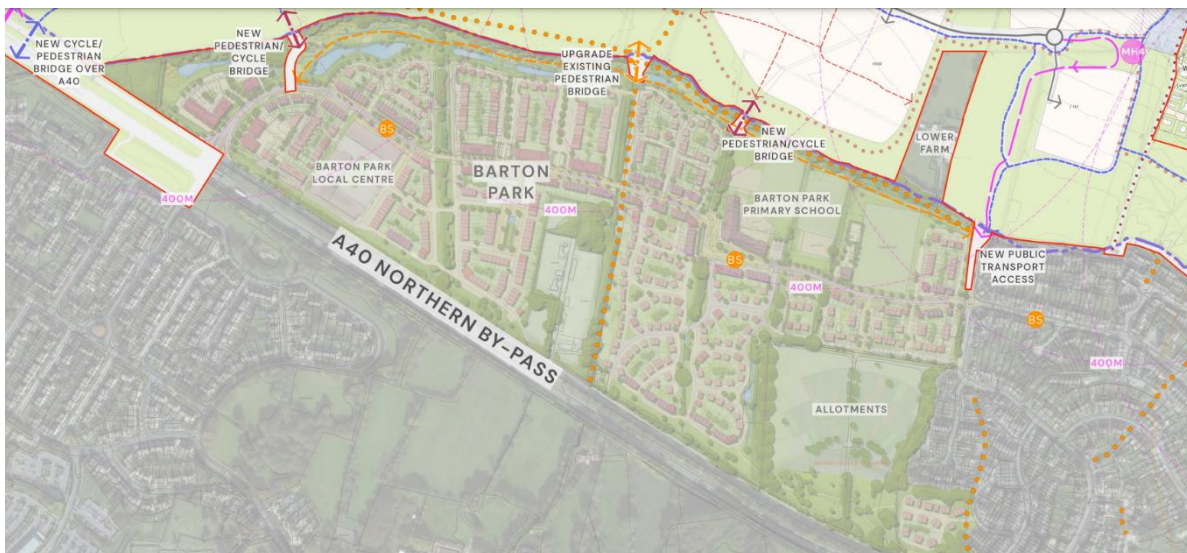 NEW CYCLE/
PEDESTRIAN
BRIDGE OVER
A40
NEW
PEDESTRIAN/
CYCLE
BRIDGE
UPGRADE
EXISTING
PEDESTRIAN
BRIDGE
MH4
NEW
PEDESTRIAN/CYCLE
BRIDGE
LOWER
FARM
BS
BARTON PARK
LOCAL CENTRE
BARTON
PARK
400M
400M
BARTON PARK
PRIMARY SCHOOL
BS
400M
NEW PUBLIC
TRANSPORT
ACCESS
BS
400M
A40 NORTHERN BY-PASS
ALLOTMENTS